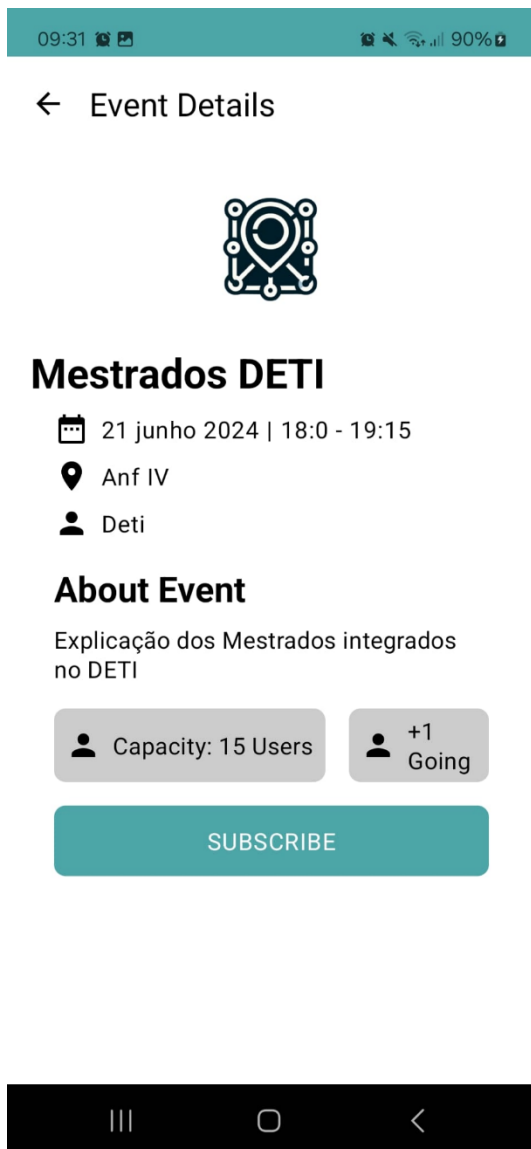 09:31 90%
Event Details
Mestrados DETI
21 junho 2024 | 18:0 - 19:15
Anf IV
Deti
About Event
Explicação dos Mestrados integrados
no DETI
Capacity: 15 Users
+1
Going
SUBSCRIBE